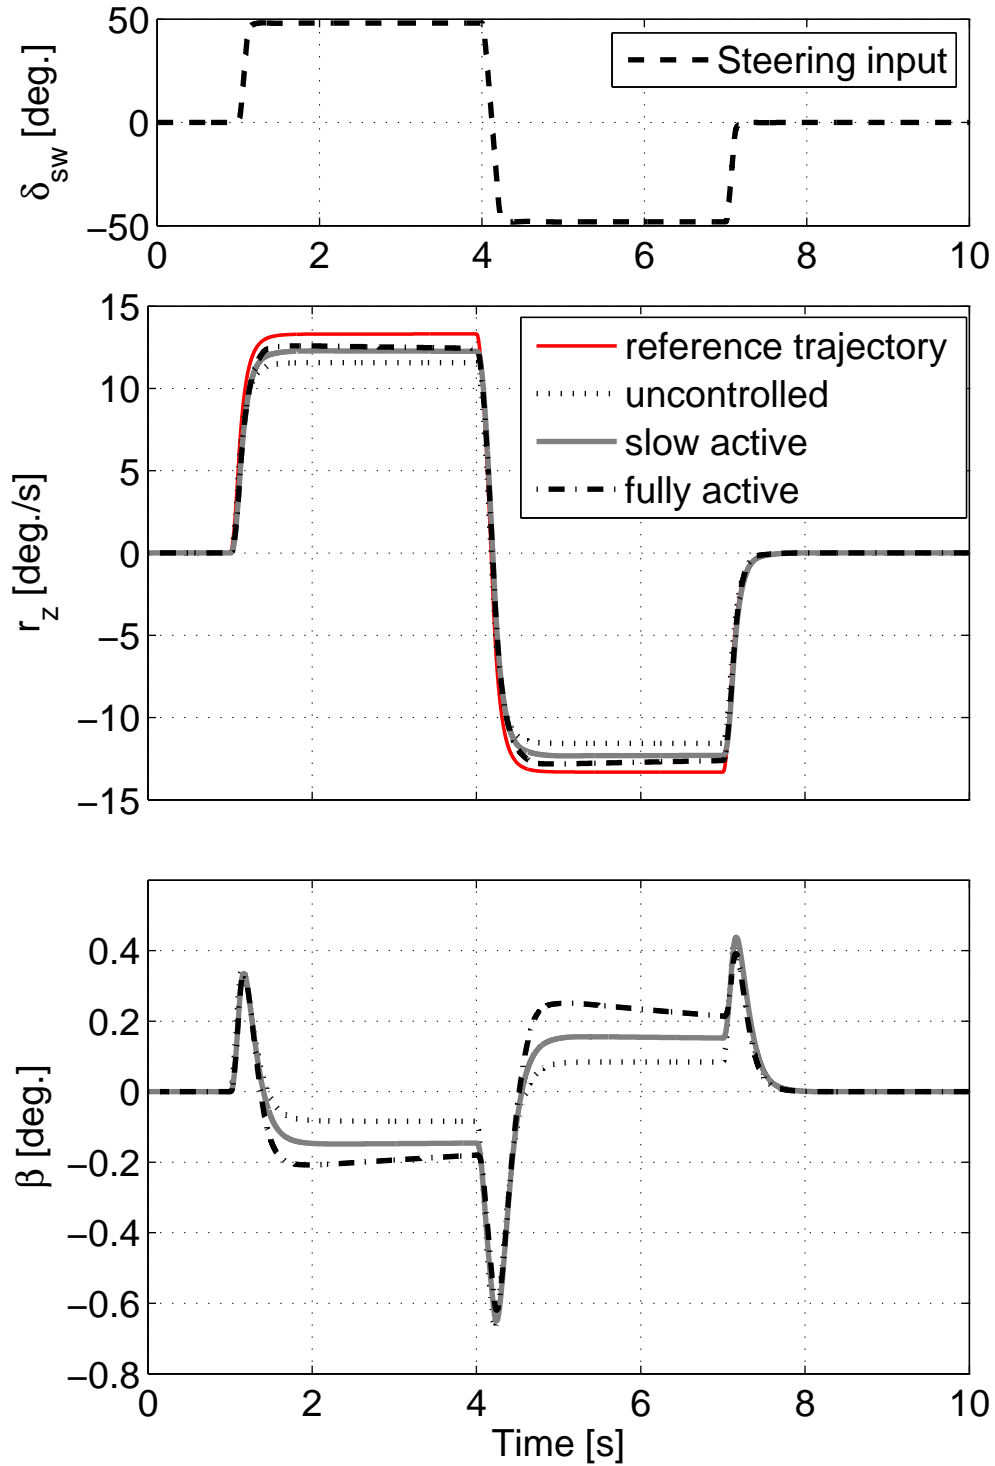 δsw [deg.]
50
0
−50
Steering input
0 2 4 6 8 10
rz [deg./s]
15
10
5
0
−5
−10
−15
reference trajectory
uncontrolled
slow active
fully active
β [deg.]
0.4
0.2
0
−0.2
−0.4
−0.6
−0.8
0 2 4 6 8 10
Time [s]